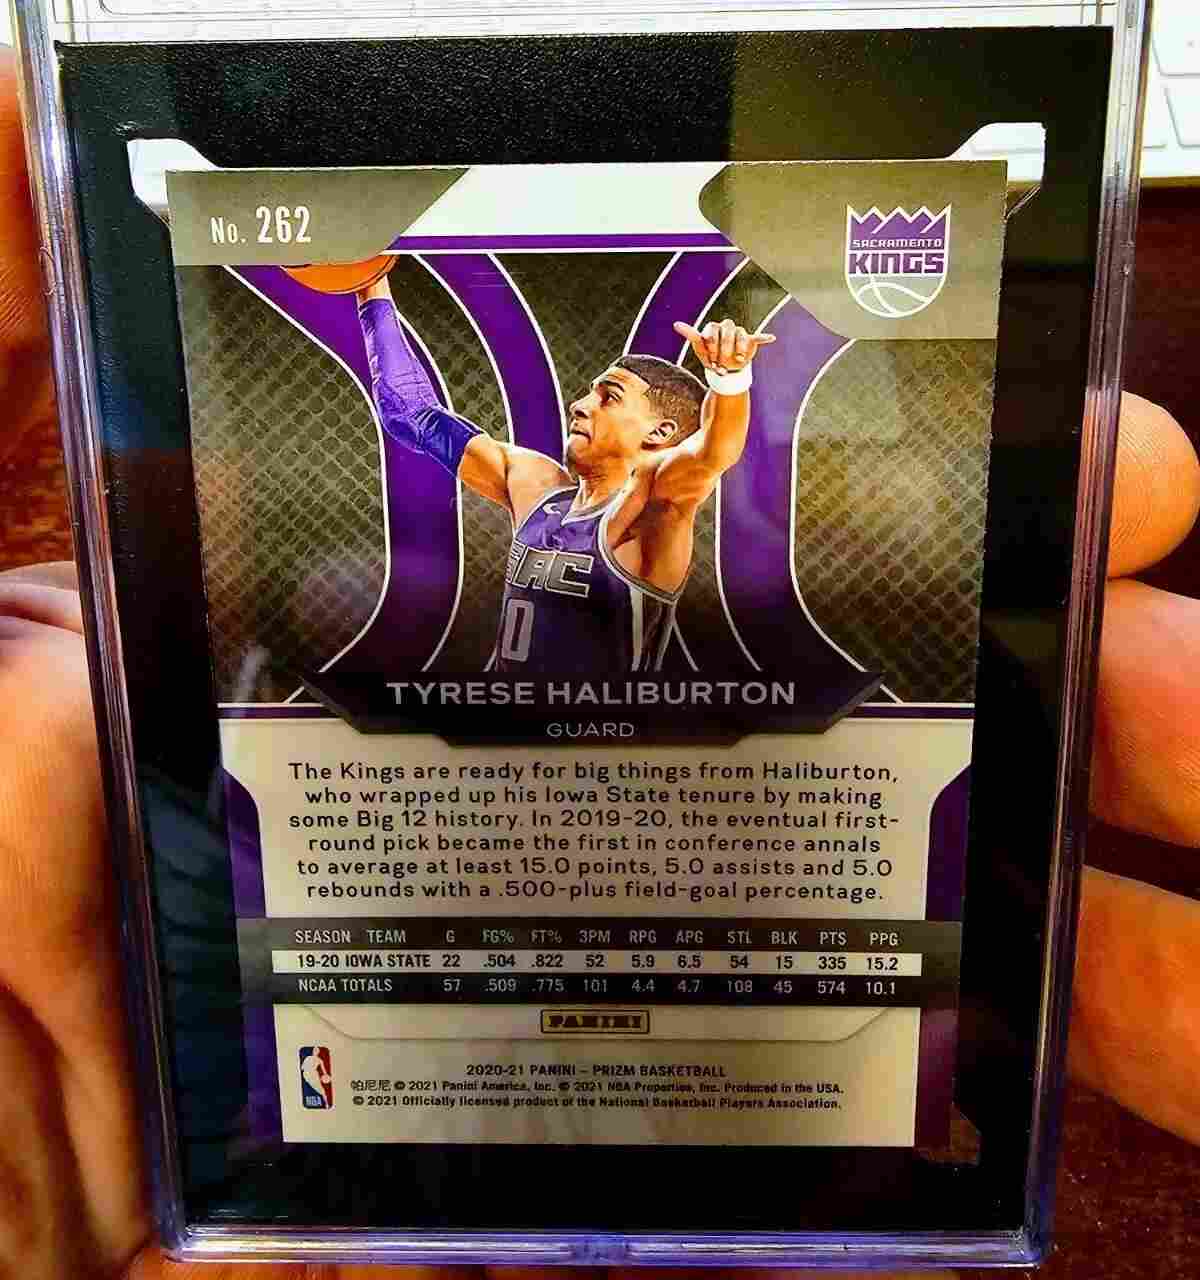 No. 262
SACRAMENTO
KINGS
AC
0
TYRESE HALIBURTON
GUARD
The Kings are ready for big things from Haliburton,
who wrapped up his Iowa State tenure by making
some Big 12 history. In 2019-20, the eventual first-
round pick became the first in conference annals
to average at least 15.0 points, 5.0 assists and 5.0
rebounds with a .500-plus field-goal percentage.
SEASON TEAM G FG% FT% 3PM RPG APG STL BLK PTS PPG
19-20 IOWA STATE 22 .504 .822 52 5.9 6.5 54 15 335 15.2
NCAA TOTALS 57 .509 .775 101 4.4 4.7 108 45 574 10.1
PANINI
NBA
2020-21 PANINI – PRIZM BASKETBALL
帕尼尼 © 2021 Panini America, Inc. © 2021 NBA Properties, Inc. Produced in the USA.
© 2021 Officially licensed product of the National Basketball Players Association.